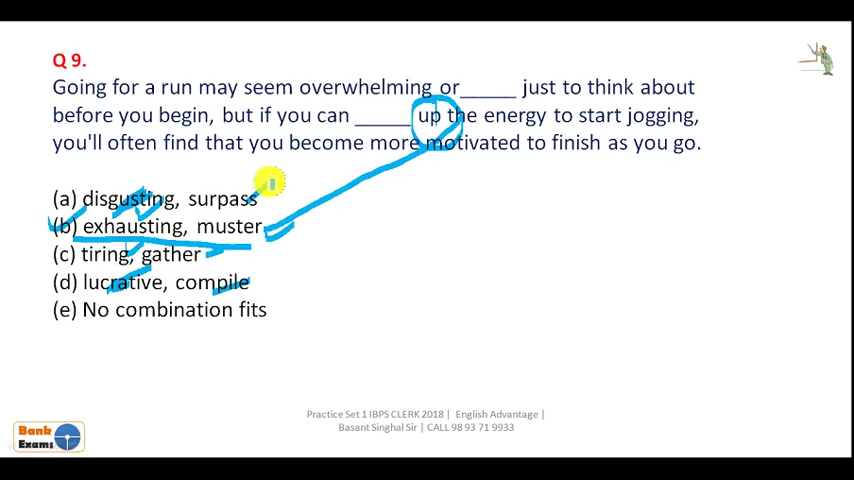 Q 9.
Going for a run may seem overwhelming or_____ just to think about
before you begin, but if you can _____ up the energy to start jogging,
you'll often find that you become more motivated to finish as you go.
(a) disgusting, surpass
(b) exhausting, muster
(c) tiring, gather
(d) lucrative, compile
(e) No combination fits
Practice Set 1 IBPS CLERK 2018 | English Advantage |
Basant Singhal Sir | CALL 98 93 71 9933
Bank
Exams